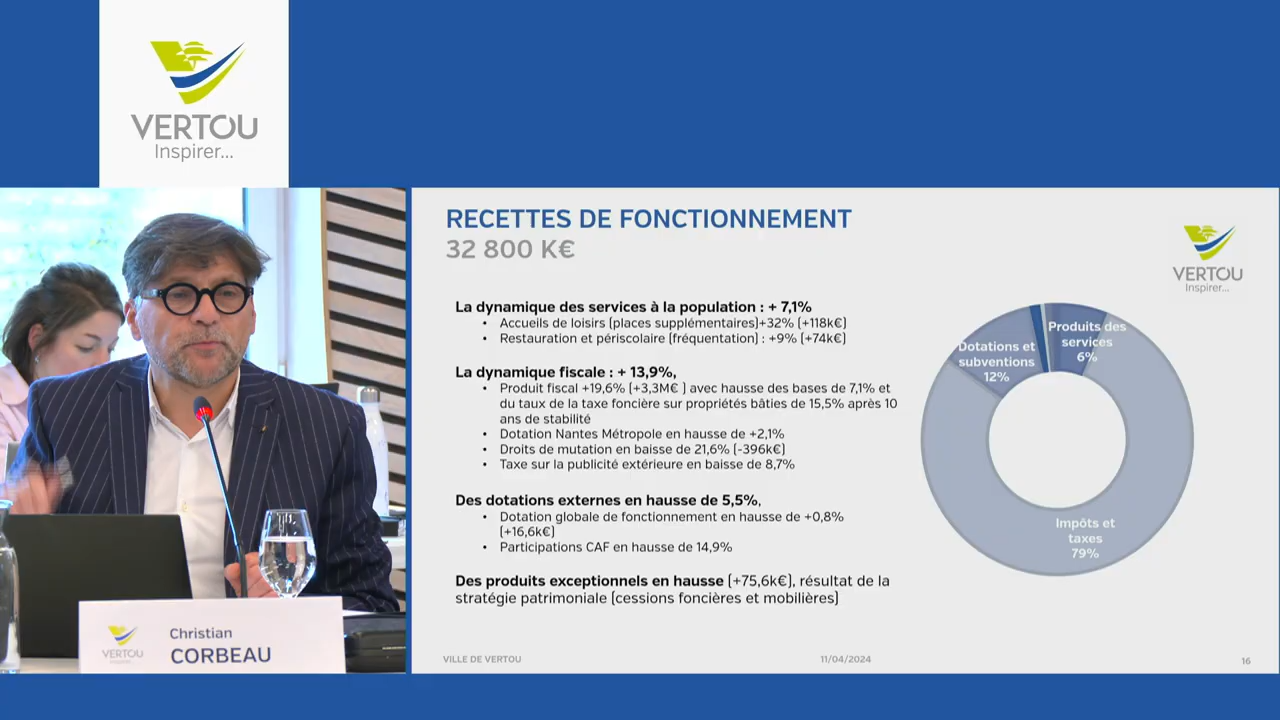 VERTOU
Inspirer...
RECETTES DE FONCTIONNEMENT
32 800 K€
VERTOU
Inspirer...
La dynamique des services à la population : + 7,1%
• Accueils de loisirs (places supplémentaires)+32% (+118k€)
• Restauration et périscolaire (fréquentation) : +9% (+74k€)
La dynamique fiscale : + 13,9%,
• Produit fiscal +19,6% (+3,3M€ ) avec hausse des bases de 7,1% et
du taux de la taxe foncière sur propriétés bâties de 15,5% après 10
ans de stabilité
• Dotation Nantes Métropole en hausse de +2,1%
• Droits de mutation en baisse de 21,6% (-396k€)
• Taxe sur la publicité extérieure en baisse de 8,7%
Des dotations externes en hausse de 5,5%,
• Dotation globale de fonctionnement en hausse de +0,8%
(+16,6k€)
• Participations CAF en hausse de 14,9%
Des produits exceptionnels en hausse (+75,6k€), résultat de la
stratégie patrimoniale (cessions foncières et mobilières)
Produits des
services
6%
Dotations et
subventions
12%
Impôts et
taxes
79%
VILLE DE VERTOU
11/04/2024
16
VERTOU
Inspirer...
Christian
CORBEAU